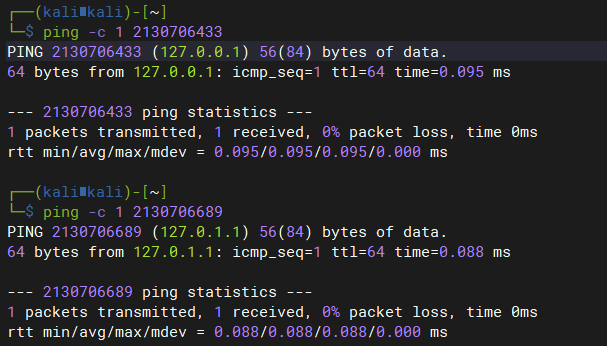 ┌──(kali㉿kali)-[~]
└─$ ping -c 1 2130706433
PING 2130706433 (127.0.0.1) 56(84) bytes of data.
64 bytes from 127.0.0.1: icmp_seq=1 ttl=64 time=0.095 ms

--- 2130706433 ping statistics ---
1 packets transmitted, 1 received, 0% packet loss, time 0ms
rtt min/avg/max/mdev = 0.095/0.095/0.095/0.000 ms

┌──(kali㉿kali)-[~]
└─$ ping -c 1 2130706689
PING 2130706689 (127.0.1.1) 56(84) bytes of data.
64 bytes from 127.0.1.1: icmp_seq=1 ttl=64 time=0.088 ms

--- 2130706689 ping statistics ---
1 packets transmitted, 1 received, 0% packet loss, time 0ms
rtt min/avg/max/mdev = 0.088/0.088/0.088/0.000 ms